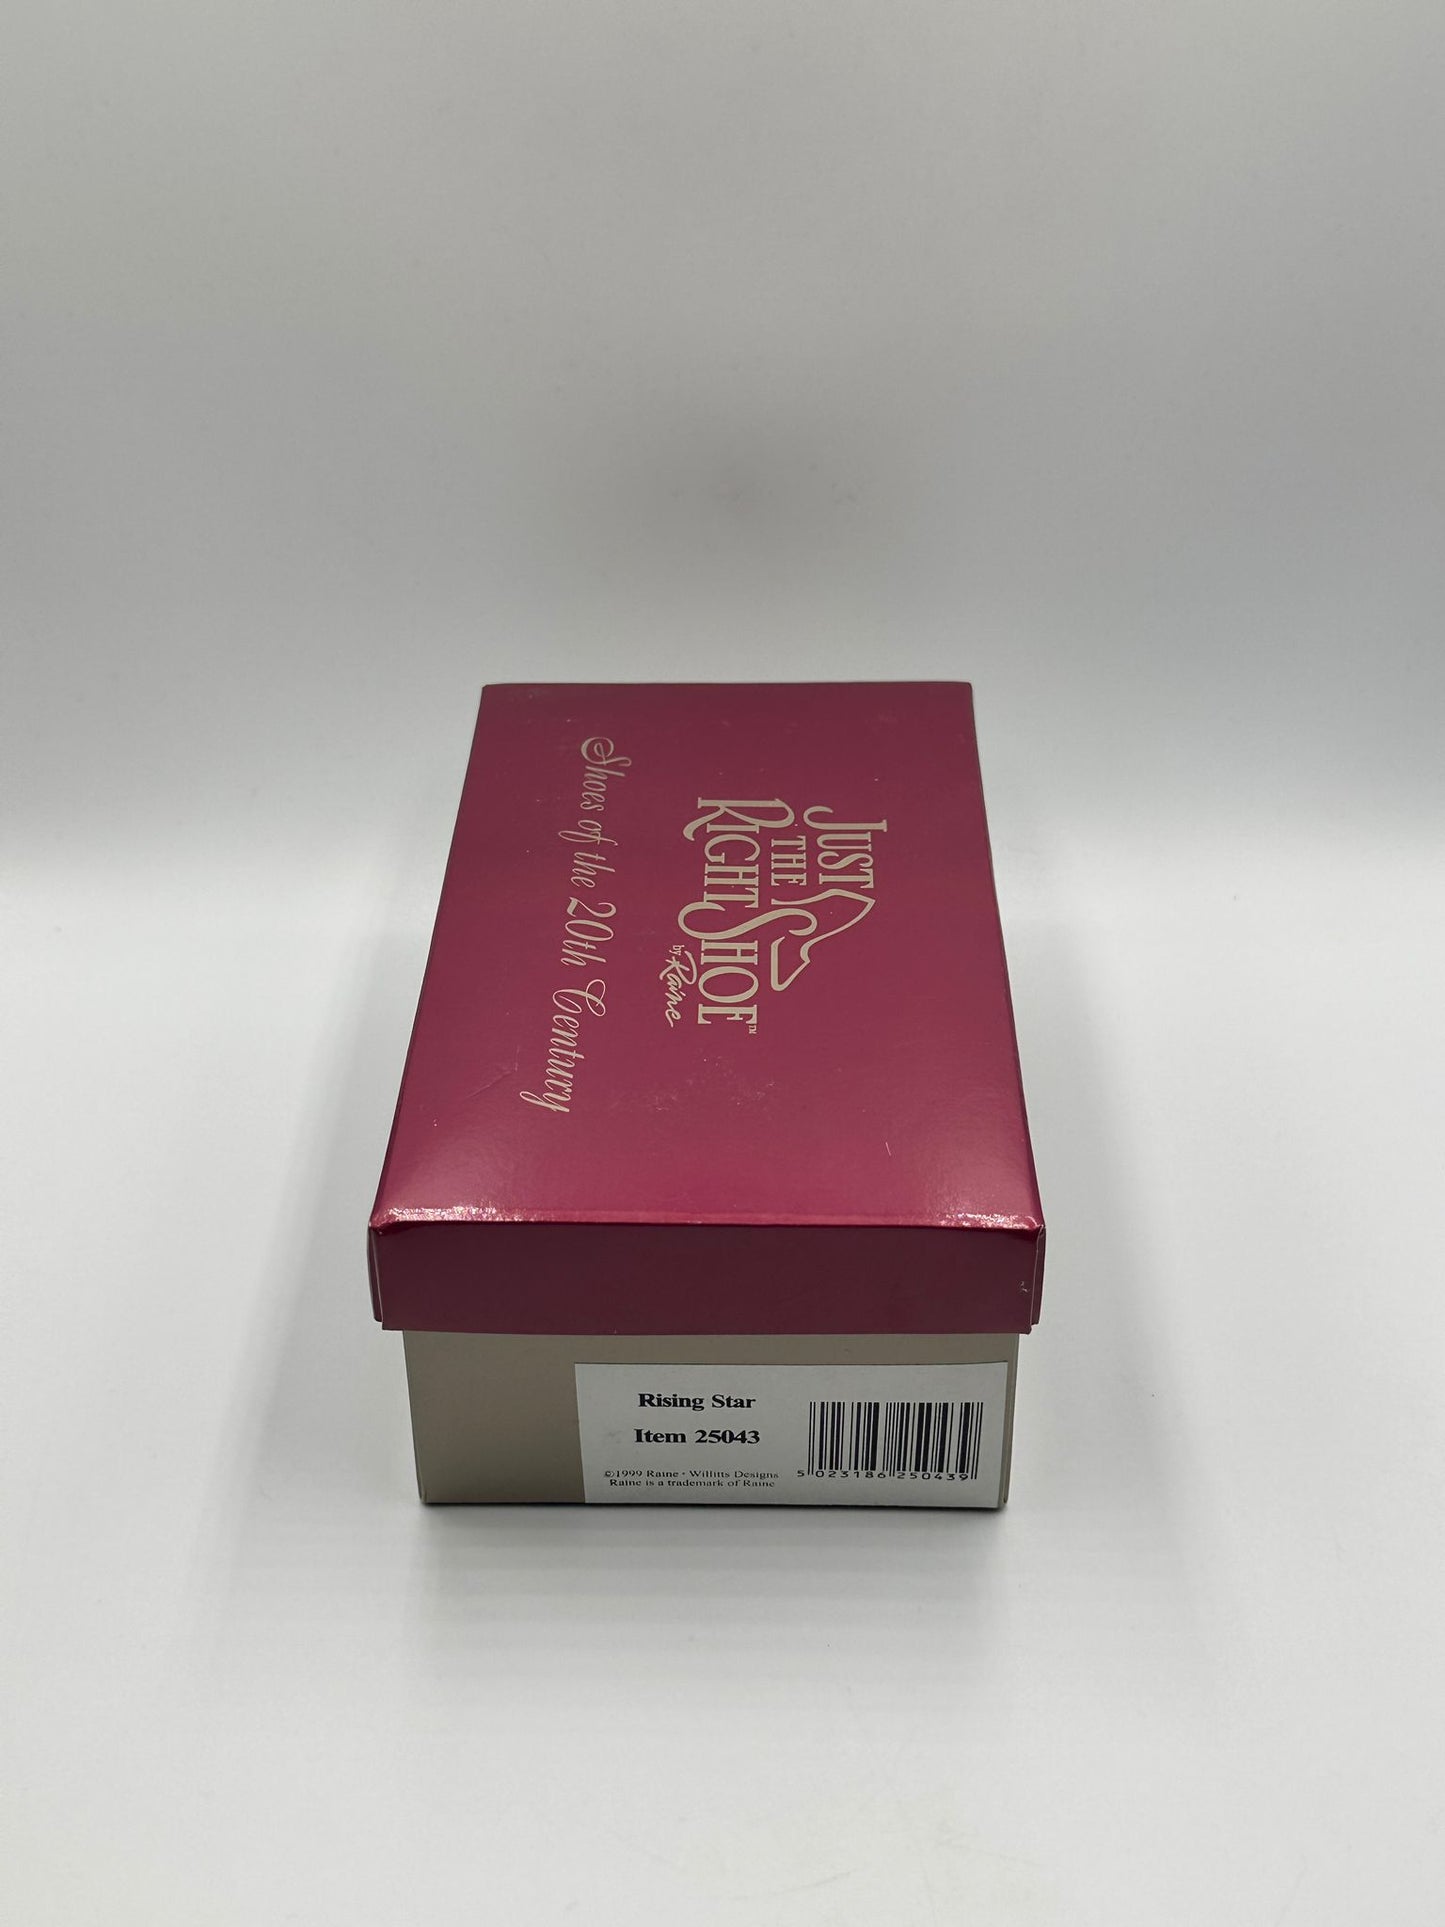 JUST
THE
RIGHT SHOE™
by Raine
Shoes of the 20th Century
Rising Star
Item 25043
©1999 Raine • Willitts Designs
Raine is a trademark of Raine
5 023186 250439